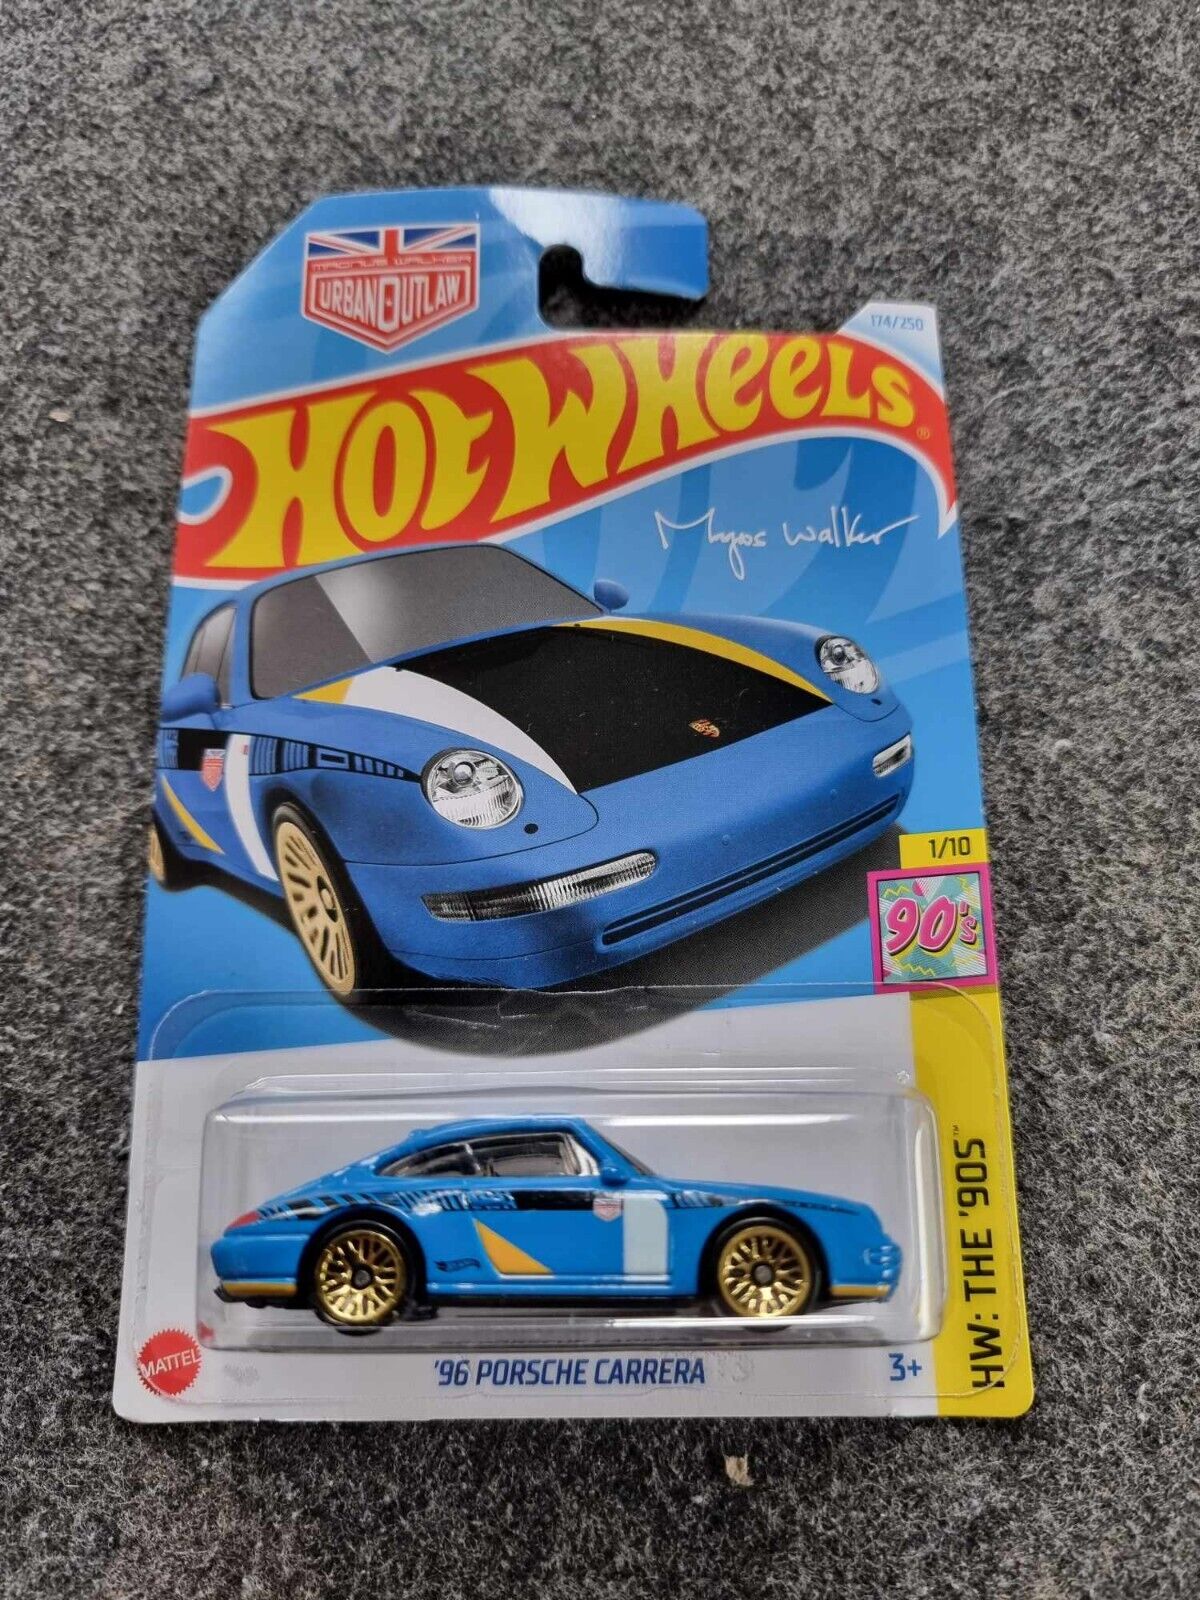 MAGNUS WALKER
URBAN OUTLAW
174/250
HOT WHEELS®
Magnus Walker
1/10
90's
HW: THE '90S™
MATTEL
'96 PORSCHE CARRERA
3+